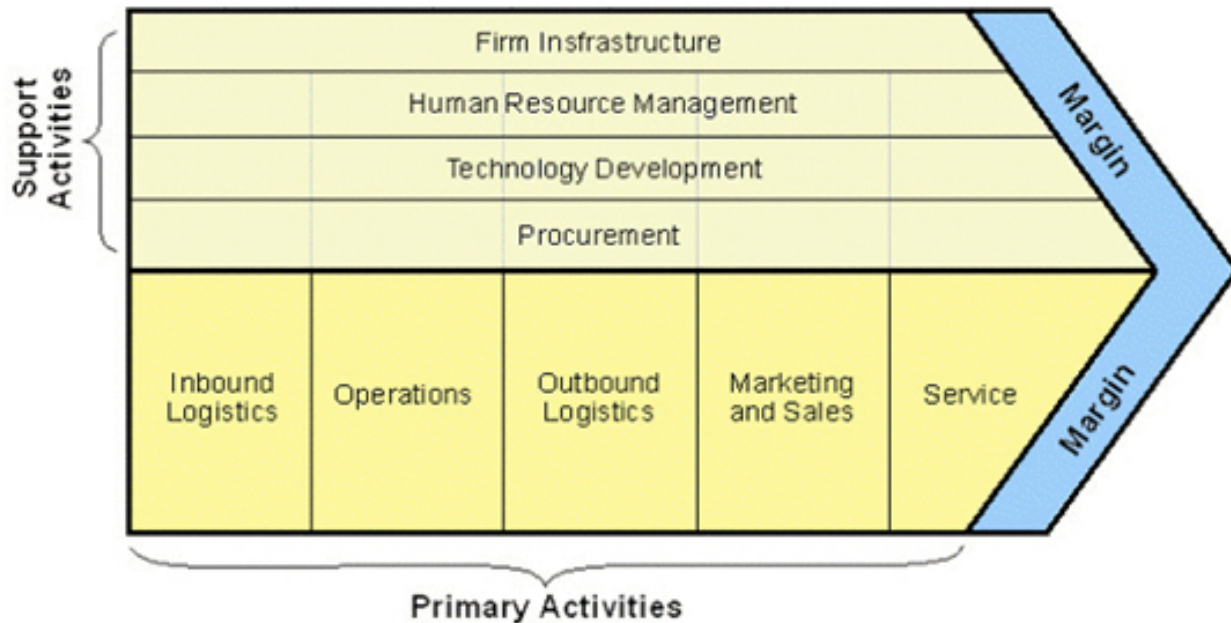 Support
Activities
Firm Insfrastructure
Human Resource Management
Technology Development
Procurement
Margin
Inbound
Logistics
Operations
Outbound
Logistics
Marketing
and Sales
Service
Margin
Primary Activities